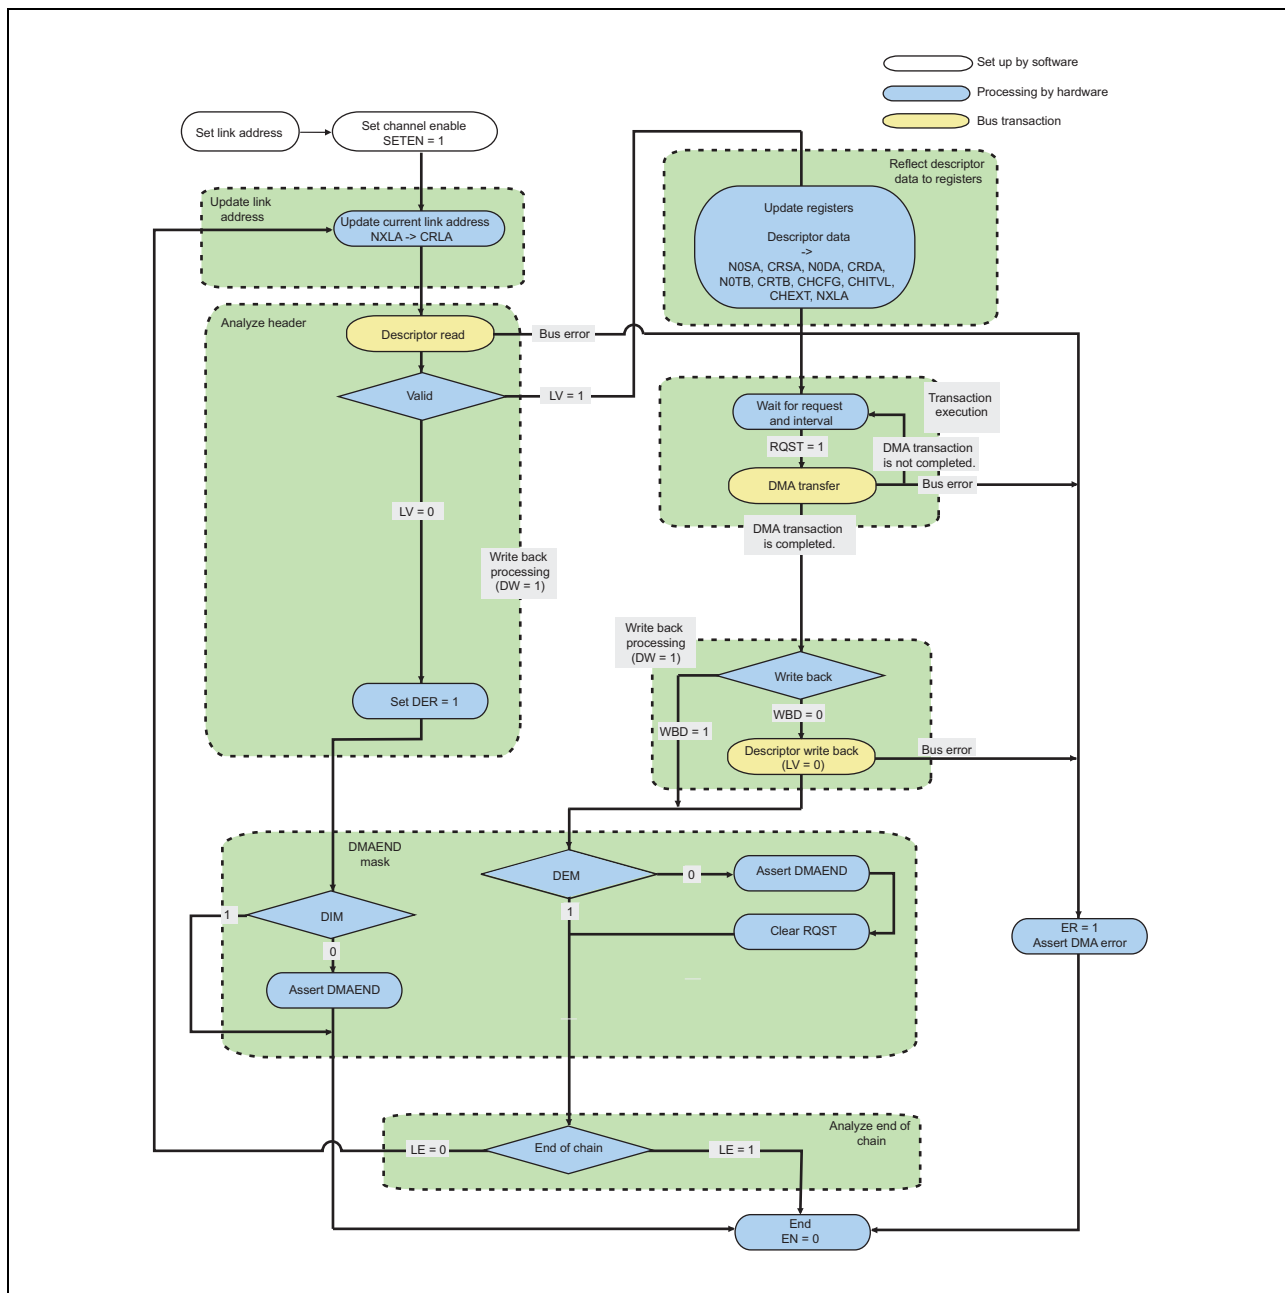 Set up by software
Processing by hardware
Bus transaction
Set link address
Set channel enable
SETEN = 1
Reflect descriptor
data to registers
Update link
address
Update current link address
NXLA -> CRLA
Update registers
Descriptor data
->
N0SA, CRSA, N0DA, CRDA,
N0TB, CRTB, CHCFG, CHITVL,
CHEXT, NXLA
Analyze header
Descriptor read
Bus error
Valid
LV = 1
Wait for request
and interval
Transaction
execution
RQST = 1
DMA transaction
is not completed.
DMA transfer
Bus error
LV = 0
DMA transaction
is completed.
Write back
processing
(DW = 1)
Write back
processing
(DW = 1)
Write back
Set DER = 1
WBD = 0
WBD = 1
Descriptor write back
(LV = 0)
Bus error
DMAEND
mask
DEM
0
Assert DMAEND
1
DIM
1
Clear RQST
0
Assert DMAEND
ER = 1
Assert DMA error
Analyze end of
chain
LE = 0
End of chain
LE = 1
End
EN = 0